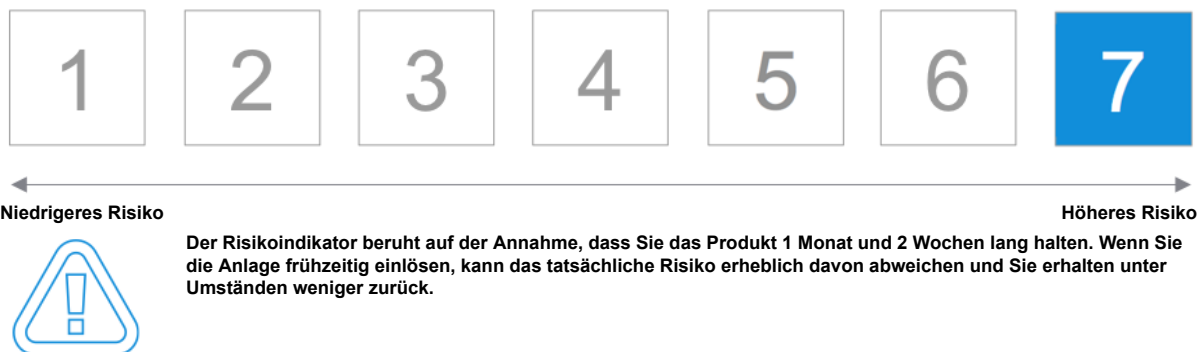 1 2 3 4 5 6 7
Niedrigeres Risiko Höheres Risiko
Der Risikoindikator beruht auf der Annahme, dass Sie das Produkt 1 Monat und 2 Wochen lang halten. Wenn Sie
die Anlage frühzeitig einlösen, kann das tatsächliche Risiko erheblich davon abweichen und Sie erhalten unter
Umständen weniger zurück.